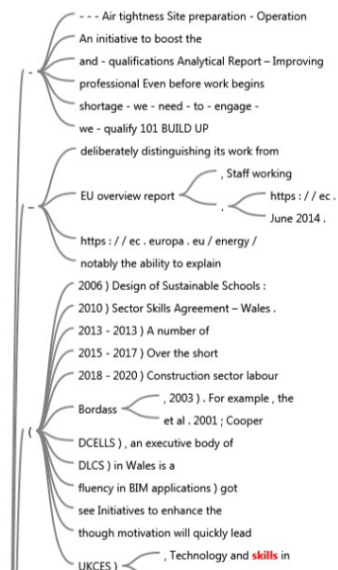 - - - Air tightness Site preparation - Operation
An initiative to boost the
and - qualifications Analytical Report – Improving
-
professional Even before work begins
shortage - we - need - to - engage -
we - qualify 101 BUILD UP
deliberately distinguishing its work from
, Staff working
EU overview report
https : / / ec .
.
June 2014 .
-
https : / / ec . europa . eu / energy /
notably the ability to explain
2006 ) Design of Sustainable Schools :
2010 ) Sector Skills Agreement – Wales .
2013 - 2013 ) A number of
2015 - 2017 ) Over the short
2018 - 2020 ) Construction sector labour
, 2003 ) . For example , the
Bordass
et al . 2001 ; Cooper
(
DCELLS ) , an executive body of
DLCS ) in Wales is a
fluency in BIM applications ) got
see Initiatives to enhance the
though motivation will quickly lead
, Technology and skills in
UKCES )